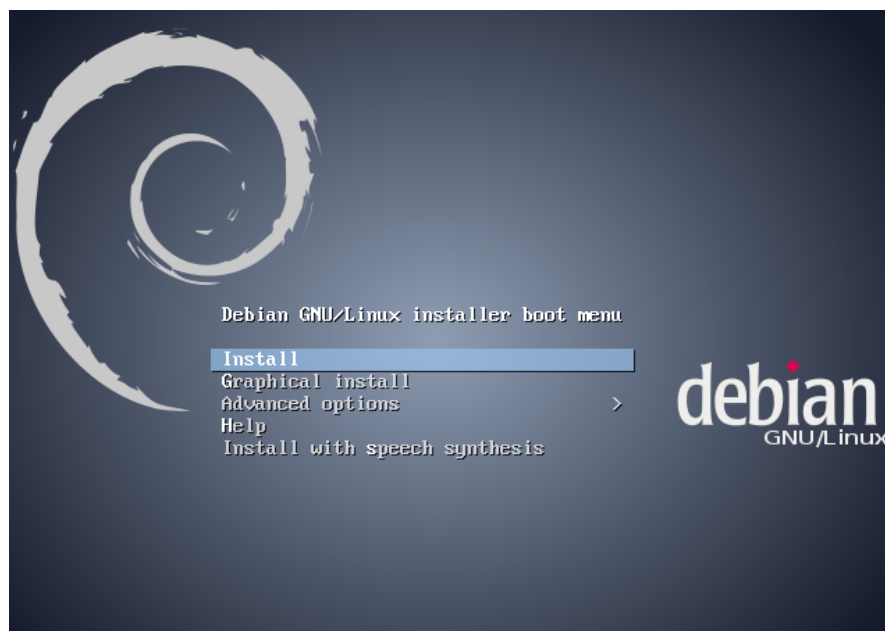 Debian GNU/Linux installer boot menu
Install
Graphical install
Advanced options >
Help
Install with speech synthesis
debian
GNU/Linux